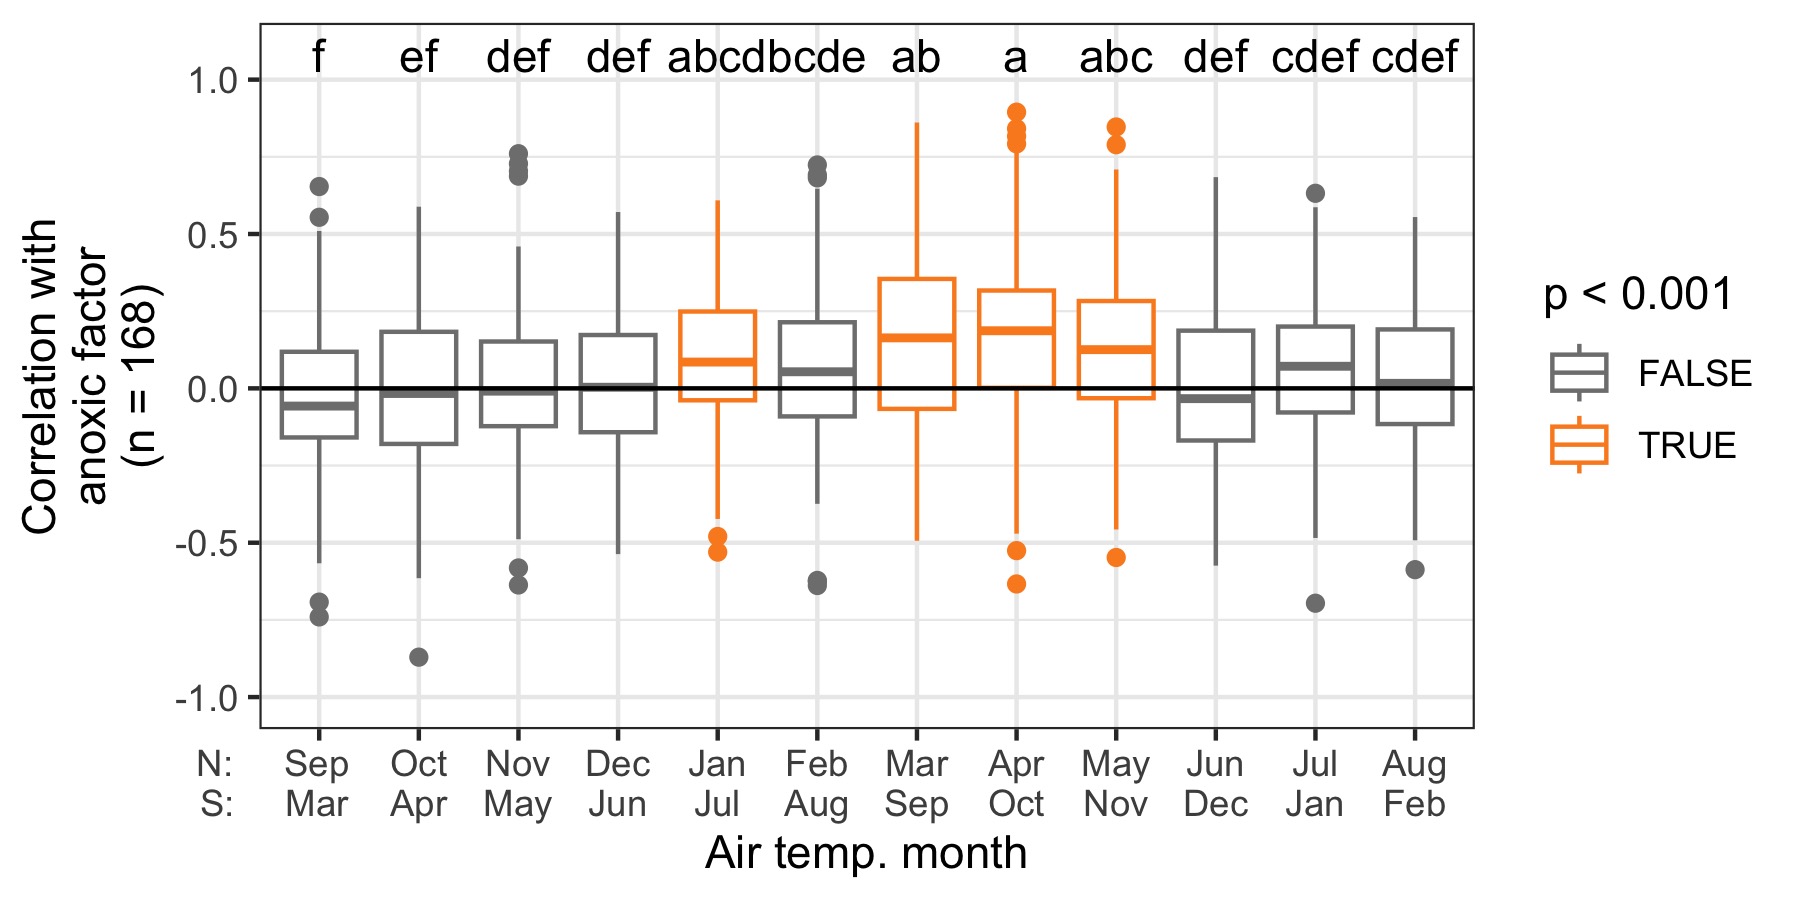 f ef def def abcd bcde ab a abc def cdef cdef
1.0
0.5
0.0
-0.5
-1.0
Correlation with
anoxic factor
(n = 168)
N: Sep Oct Nov Dec Jan Feb Mar Apr May Jun Jul Aug
S: Mar Apr May Jun Jul Aug Sep Oct Nov Dec Jan Feb
Air temp. month
p < 0.001
FALSE
TRUE